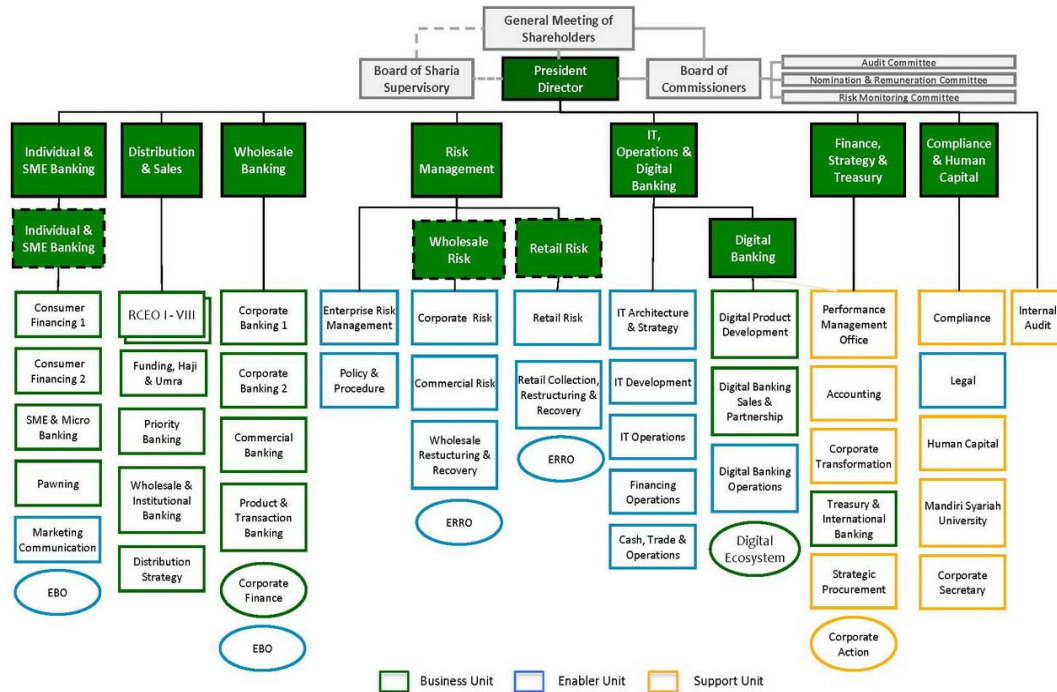 General Meeting of
Shareholders
Board of Sharia
Supervisory
President
Director
Board of
Commissioners
Audit Committee
Nomination & Remuneration Committee
Risk Monitoring Committee
Individual &
SME Banking
Distribution
& Sales
Wholesale
Banking
Risk
Management
IT,
Operations &
Digital
Banking
Finance,
Strategy &
Treasury
Compliance
& Human
Capital
Individual &
SME Banking
Wholesale
Risk
Retail Risk
Digital
Banking
Consumer
Financing 1
Consumer
Financing 2
SME & Micro
Banking
Pawning
Marketing
Communication
EBO
RCEO I - VIII
Funding, Haji
& Umra
Priority
Banking
Wholesale &
Institutional
Banking
Distribution
Strategy
Corporate
Banking 1
Corporate
Banking 2
Commercial
Banking
Product &
Transaction
Banking
Corporate
Finance
EBO
Enterprise Risk
Management
Policy &
Procedure
Corporate Risk
Commercial Risk
Wholesale
Restucturing &
Recovery
ERRO
Retail Risk
Retail Collection,
Restructuring &
Recovery
ERRO
IT Architecture
& Strategy
IT Development
IT Operations
Financing
Operations
Cash, Trade &
Operations
Digital Product
Development
Digital Banking
Sales &
Partnership
Digital Banking
Operations
Digital
Ecosystem
Performance
Management
Office
Accounting
Corporate
Transformation
Treasury &
International
Banking
Strategic
Procurement
Corporate
Action
Compliance
Legal
Human Capital
Mandiri Syariah
University
Corporate
Secretary
Internal
Audit
Business Unit
Enabler Unit
Support Unit